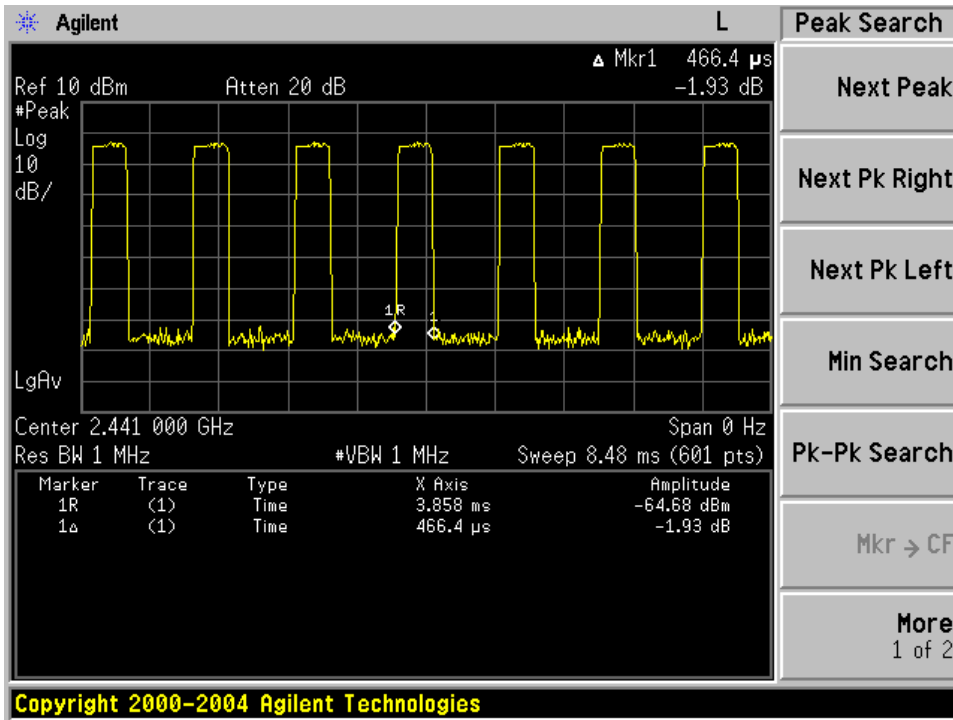 Agilent L Peak Search
Δ Mkr1 466.4 µs
Ref 10 dBm Atten 20 dB -1.93 dB
#Peak
Log
10
dB/
1R
1
LgAv
Center 2.441 000 GHz Span 0 Hz
Res BW 1 MHz #VBW 1 MHz Sweep 8.48 ms (601 pts)
Marker Trace Type X Axis Amplitude
1R (1) Time 3.858 ms -64.68 dBm
1Δ (1) Time 466.4 µs -1.93 dB
Next Peak
Next Pk Right
Next Pk Left
Min Search
Pk-Pk Search
Mkr → CF
More
1 of 2
Copyright 2000-2004 Agilent Technologies